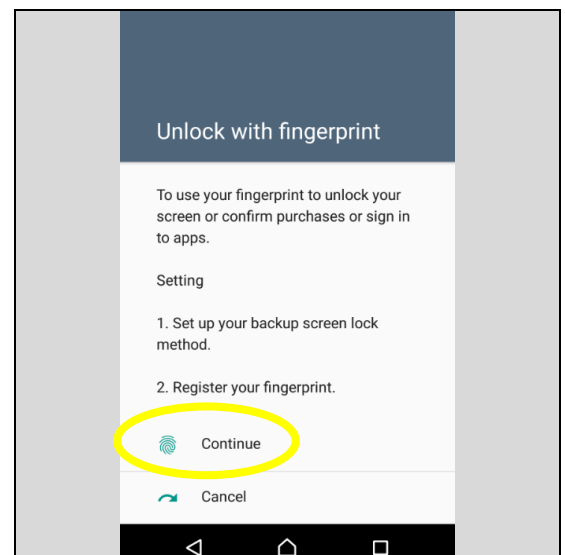 Unlock with fingerprint
To use your fingerprint to unlock your
screen or confirm purchases or sign in
to apps.
Setting
1. Set up your backup screen lock
method.
2. Register your fingerprint.
Continue
Cancel